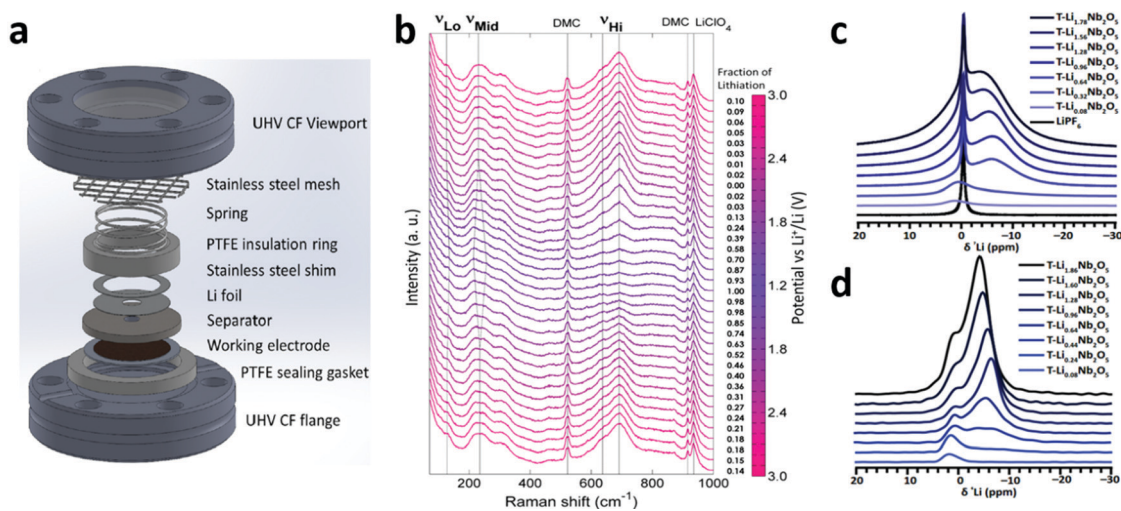 a
UHV CF Viewport
Stainless steel mesh
Spring
PTFE insulation ring
Stainless steel shim
Li foil
Separator
Working electrode
PTFE sealing gasket
UHV CF flange
b
νLo νMid DMC νHi DMC LiClO4
Intensity (a. u.)
Fraction of
Lithiation
0.10
0.09
0.06
0.05
0.03
0.03
0.01
0.02
0.00
0.02
0.03
0.13
0.24
0.39
0.58
0.70
0.87
0.93
1.00
0.98
0.98
0.85
0.74
0.63
0.52
0.46
0.40
0.36
0.31
0.27
0.24
0.21
0.18
0.18
0.15
0.14
3.0
2.4
1.8
1.2
1.8
2.4
3.0
Potential vs Li⁺/Li (V)
200 400 600 800 1000
Raman shift (cm⁻¹)
c
T-Li1.78Nb2O5
T-Li1.56Nb2O5
T-Li1.28Nb2O5
T-Li0.96Nb2O5
T-Li0.64Nb2O5
T-Li0.32Nb2O5
T-Li0.08Nb2O5
LiPF6
20 10 0 −10 −20 −30
δ ⁷Li (ppm)
d
T-Li1.86Nb2O5
T-Li1.60Nb2O5
T-Li1.28Nb2O5
T-Li0.96Nb2O5
T-Li0.64Nb2O5
T-Li0.44Nb2O5
T-Li0.24Nb2O5
T-Li0.08Nb2O5
20 10 0 −10 −20 −30
δ ⁷Li (ppm)